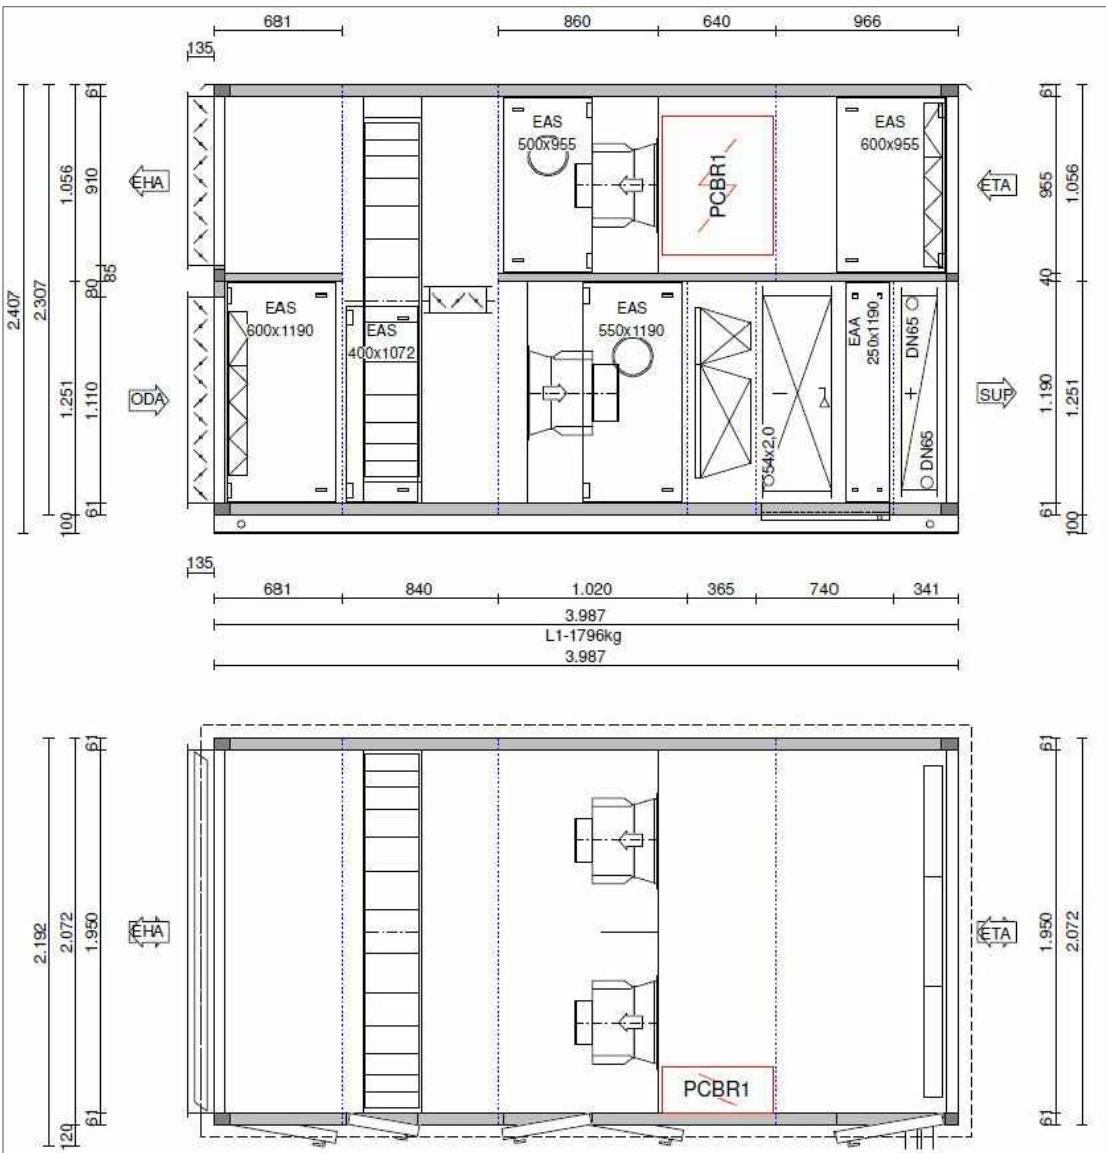 681
860
640
966
135
61
61
EAS
500x955
EAS
600x955
PCBR1
EHA
ETA
1.056
910
955
1.056
85
80
40
2.407
2.307
EAS
600x1190
EAS
400x1072
EAS
550x1190
EAA
250x1190
DN65
ODA
SUP
1.251
1.110
1.190
1.251
54x2,0
DN65
61
61
100
100
135
681
840
1.020
365
740
341
3.987
L1-1796kg
3.987
61
61
EHA
ETA
2.192
2.072
1.950
1.950
2.072
PCBR1
61
61
120